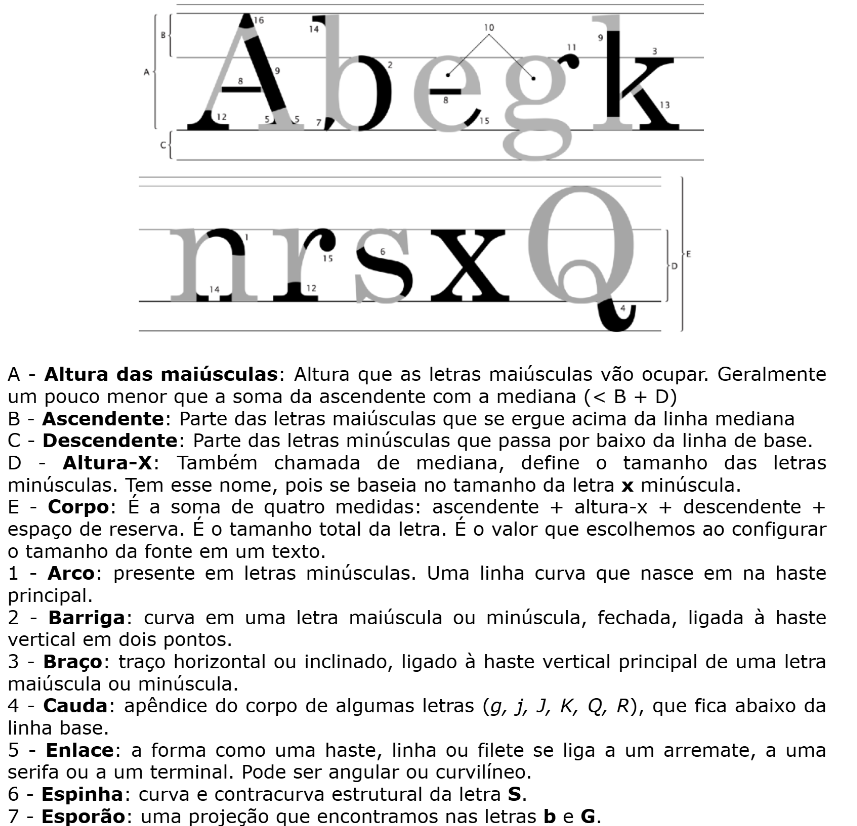 A
B
C
16
14
9
8
12
5
5
7
2
10
8
15
11
9
3
13
Abegk
1
14
15
12
6
4
D
E
nrsxQ
A - Altura das maiúsculas: Altura que as letras maiúsculas vão ocupar. Geralmente
um pouco menor que a soma da ascendente com a mediana (< B + D)
B - Ascendente: Parte das letras maiúsculas que se ergue acima da linha mediana
C - Descendente: Parte das letras minúsculas que passa por baixo da linha de base.
D - Altura-X: Também chamada de mediana, define o tamanho das letras
minúsculas. Tem esse nome, pois se baseia no tamanho da letra x minúscula.
E - Corpo: É a soma de quatro medidas: ascendente + altura-x + descendente +
espaço de reserva. É o tamanho total da letra. É o valor que escolhemos ao configurar
o tamanho da fonte em um texto.
1 - Arco: presente em letras minúsculas. Uma linha curva que nasce em na haste
principal.
2 - Barriga: curva em uma letra maiúscula ou minúscula, fechada, ligada à haste
vertical em dois pontos.
3 - Braço: traço horizontal ou inclinado, ligado à haste vertical principal de uma letra
maiúscula ou minúscula.
4 - Cauda: apêndice do corpo de algumas letras (g, j, J, K, Q, R), que fica abaixo da
linha base.
5 - Enlace: a forma como uma haste, linha ou filete se liga a um arremate, a uma
serifa ou a um terminal. Pode ser angular ou curvilíneo.
6 - Espinha: curva e contracurva estrutural da letra S.
7 - Esporão: uma projeção que encontramos nas letras b e G.